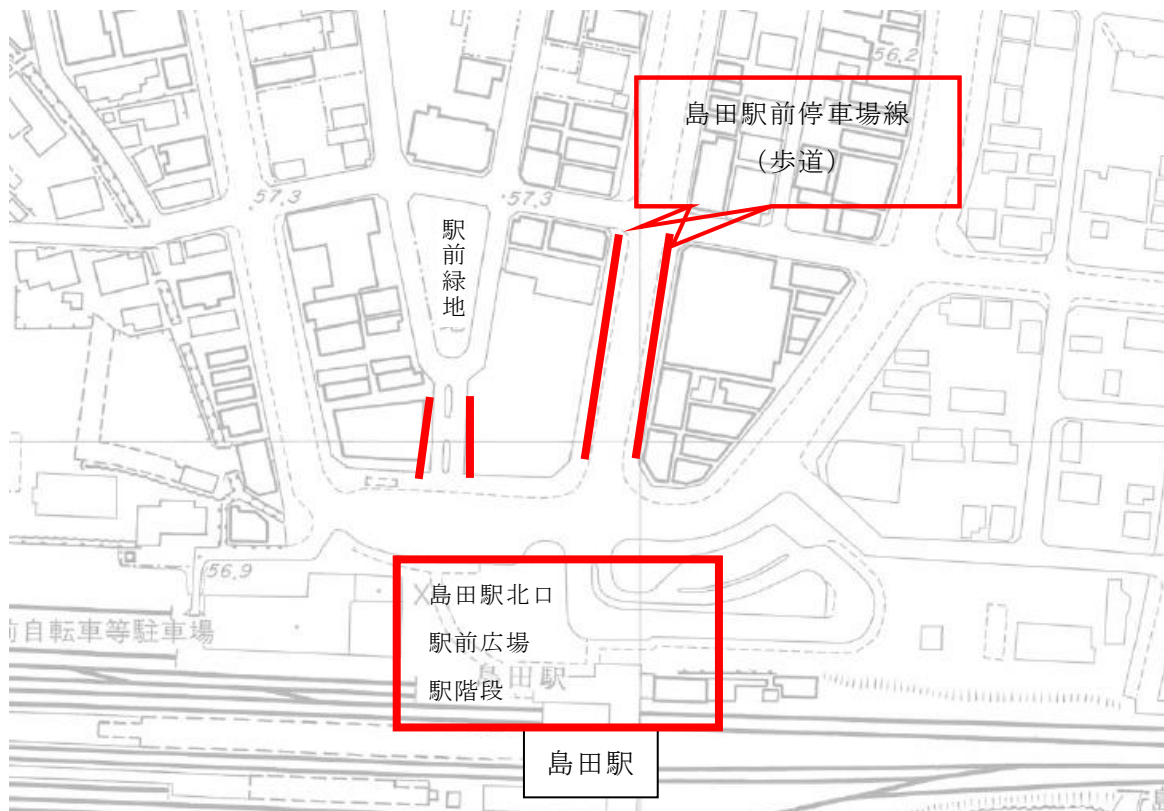 56.2
島田駅前停車場線
(歩道)
57.3
57.3
駅前緑地
56.9
島田駅北口
駅前広場
駅階段
自転車等駐車場
島田駅
島田駅